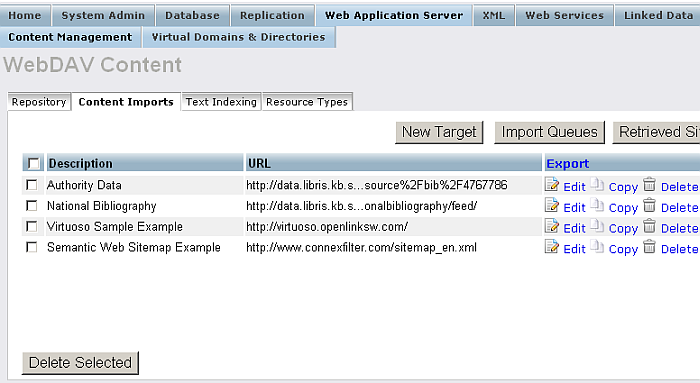 Home System Admin Database Replication Web Application Server XML Web Services Linked Data
Content Management Virtual Domains & Directories
WebDAV Content
Repository Content Imports Text Indexing Resource Types
New Target Import Queues Retrieved Si
Description URL Export
Authority Data http://data.libris.kb.s...source%2Fbib%2F4767786 Edit Copy Delete
National Bibliography http://data.libris.kb.s...onalbibliography/feed/ Edit Copy Delete
Virtuoso Sample Example http://virtuoso.openlinksw.com/ Edit Copy Delete
Semantic Web Sitemap Example http://www.connexfilter.com/sitemap_en.xml Edit Copy Delete
Delete Selected